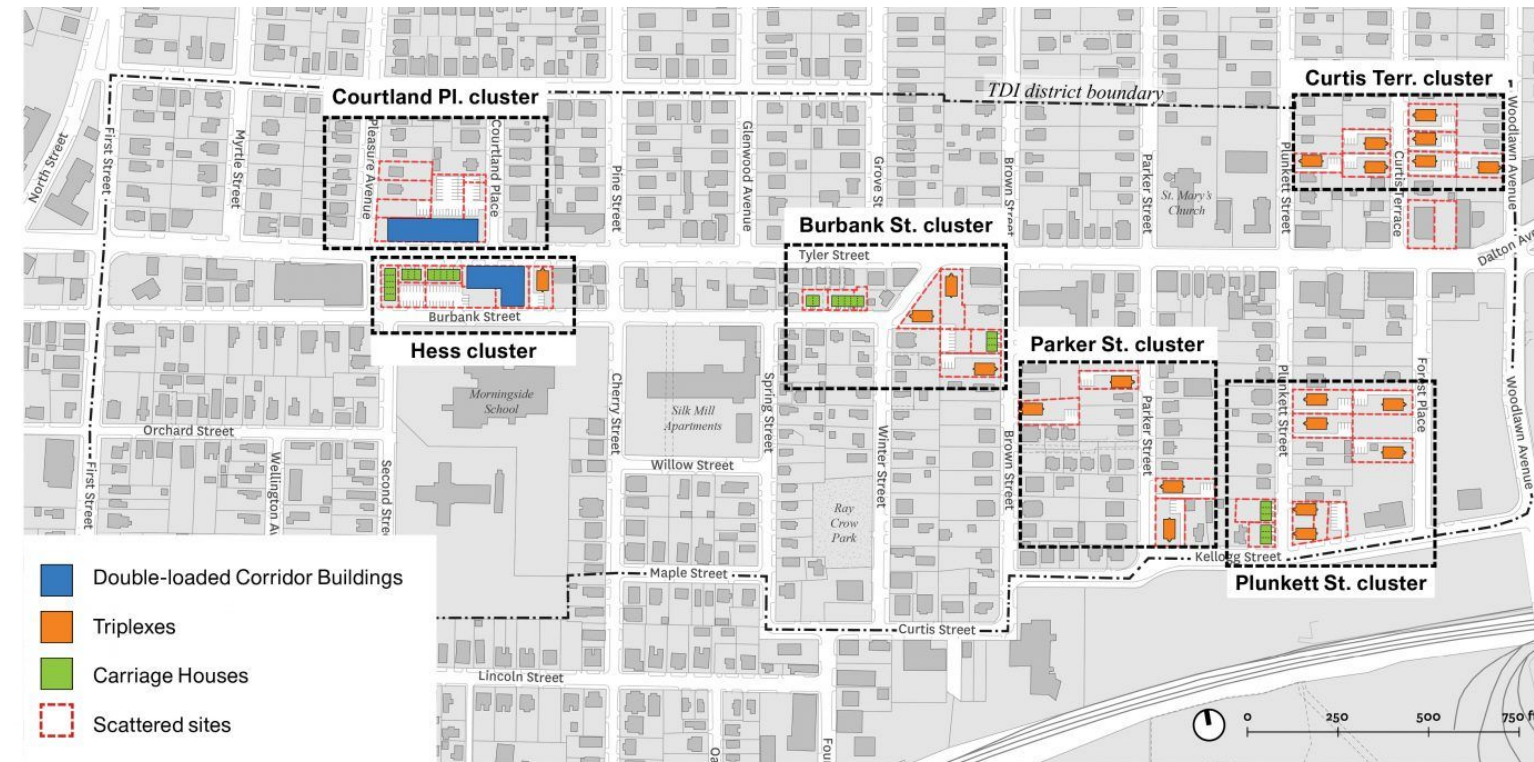 Curtis Terr. cluster
TDI district boundary
Courtland Pl. cluster
North Street
First Street
Myrtle Street
Pleasure Avenue
Courtland Place
Pine Street
Glenwood Avenue
Grove St
Brown Street
Parker Street
St. Mary's
Church
Plunkett Street
Curtis Terrace
Woodlawn Avenue
Dalton Ave
Burbank St. cluster
Tyler Street
Burbank Street
Hess cluster
Parker St. cluster
Morningside
School
Cherry Street
Silk Mill
Apartments
Spring Street
Winter Street
Brown Street
Parker Street
Plunkett Street
Forest Place
Woodlawn Avenue
Orchard Street
First Street
Wellington Av
Second Stre
Willow Street
Ray
Crow
Park
Kellogg Street
Plunkett St. cluster
Maple Street
Curtis Street
Lincoln Street
Double-loaded Corridor Buildings
Triplexes
Carriage Houses
Scattered sites
Fou
0 250 500 750 ft